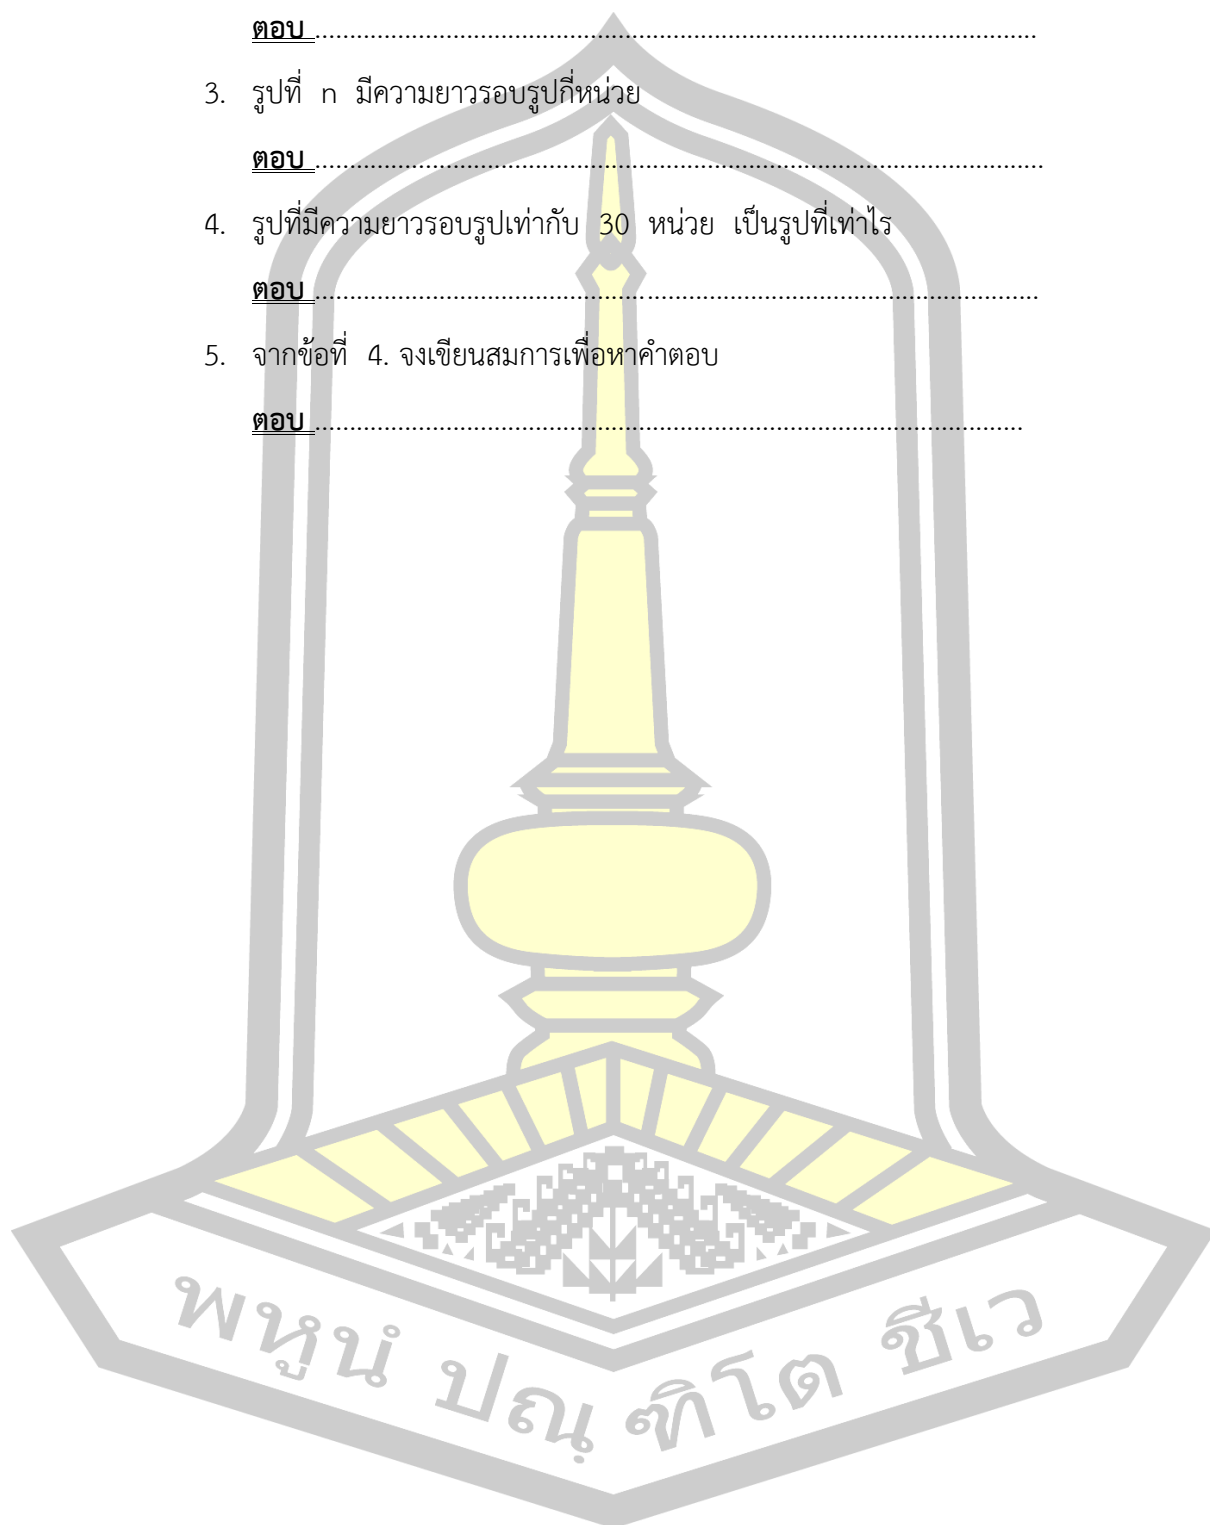 ตอบ ........................................................................................................
3. รูปที่ n มีความยาวรอบรูปกี่หน่วย
ตอบ .........................................................................................................
4. รูปที่มีความยาวรอบรูปเท่ากับ 30 หน่วย เป็นรูปที่เท่าไร
ตอบ ........................................................................................................
5. จากข้อที่ 4. จงเขียนสมการเพื่อหาคำตอบ
ตอบ ......................................................................................................
พหูนํ ปณฺ ฑิโต ชีเว